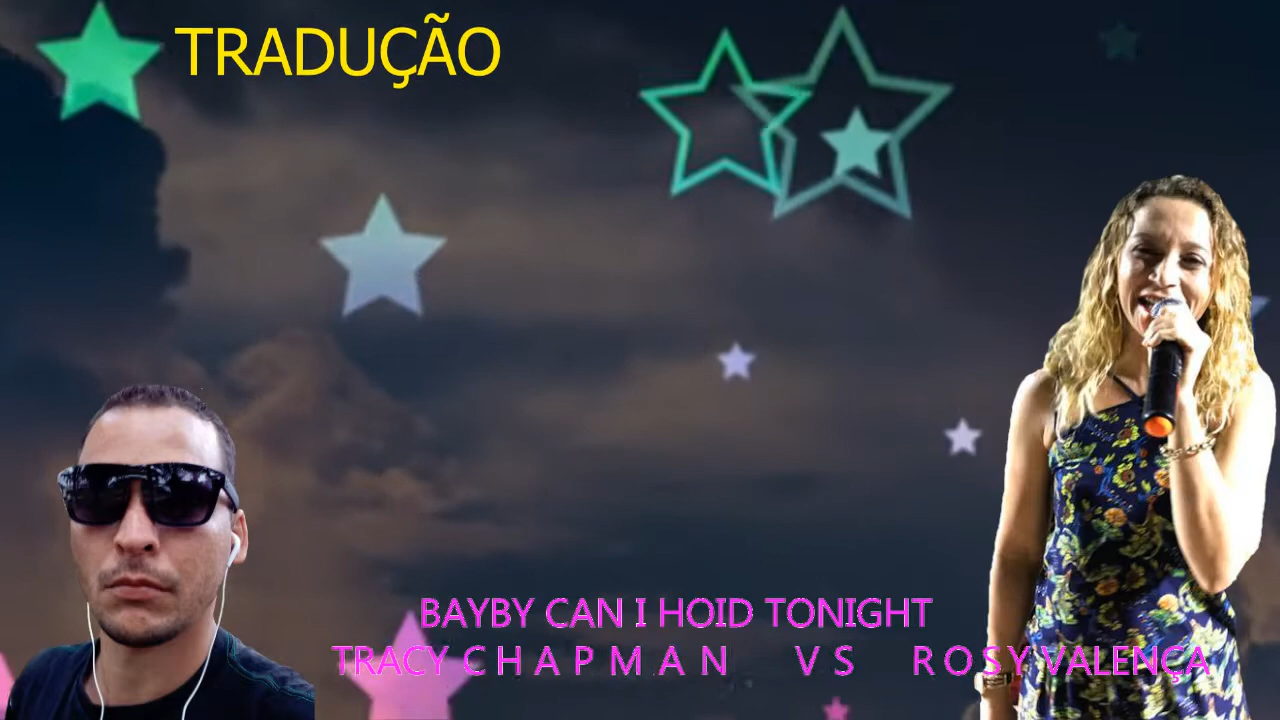 TRADUÇÃO
BAYBY CAN I HOID TONIGHT
TRACY C H A P M A N V S R O S Y VALENÇA